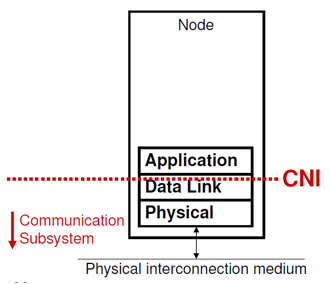 Node
Application
CNI
Data Link
Physical
Communication
Subsystem
Physical interconnection medium